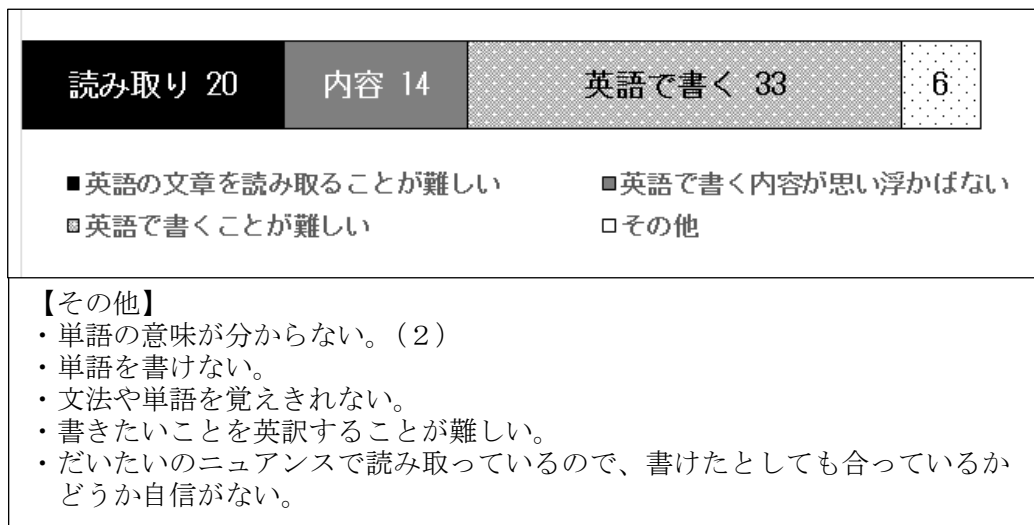 読み取り 20
内容 14
英語で書く 33
6
■英語の文章を読み取ることが難しい
■英語で書く内容が思い浮かばない
■英語で書くことが難しい
□その他
【その他】
・単語の意味が分からない。(2)
・単語を書けない。
・文法や単語を覚えきれない。
・書きたいことを英訳することが難しい。
・だいたいのニュアンスで読み取っているので、書けたとしても合っているか
どうか自信がない。